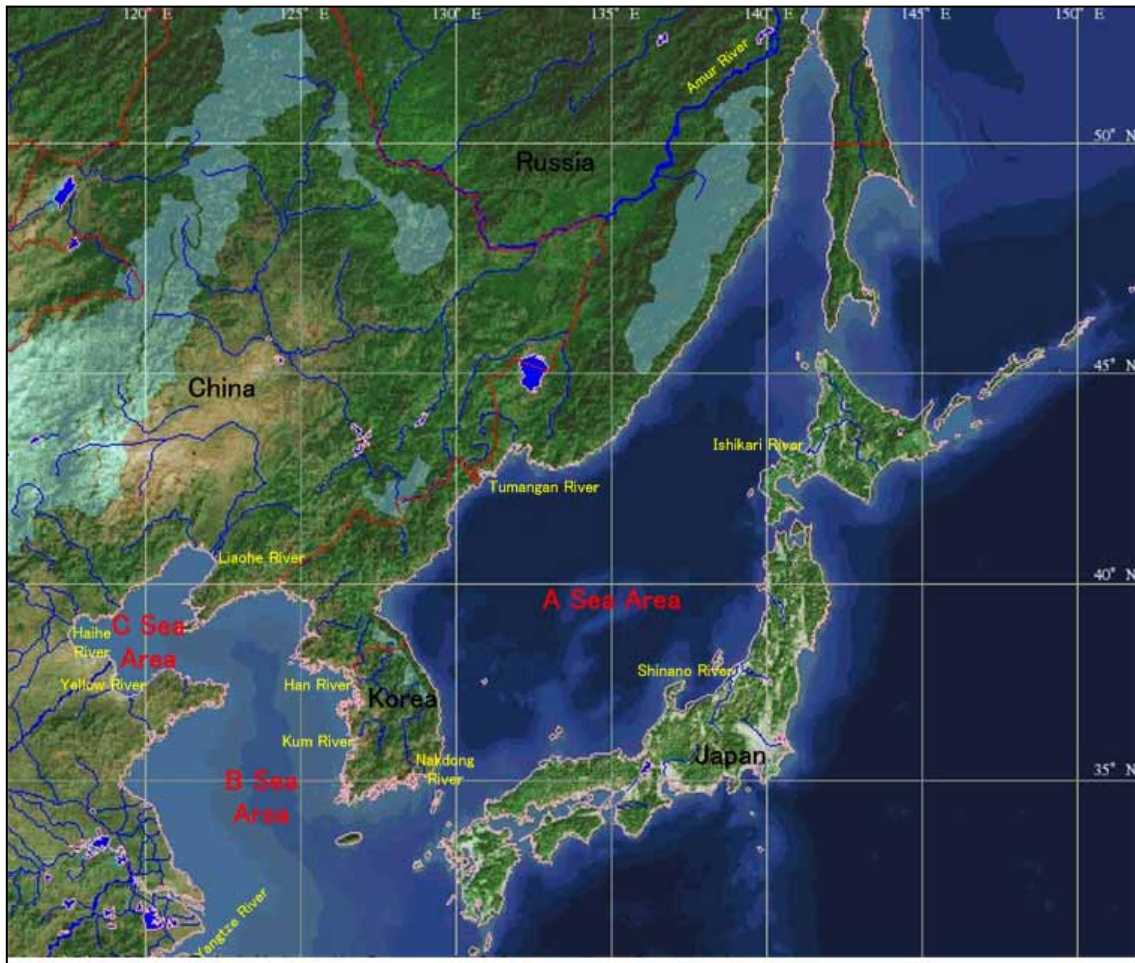 120° E
125° E
130° E
135° E
140° E
145° E
150° E
Amur River
50° N
Russia
China
45° N
Ishikari River
Tumangan River
Liaohe River
40° N
A Sea Area
C Sea
Area
Haihe
River
Shinano River
Yellow River
Han River
Korea
Kum River
Japan
Nakdong
River
B Sea
Area
35° N
Yangtze River